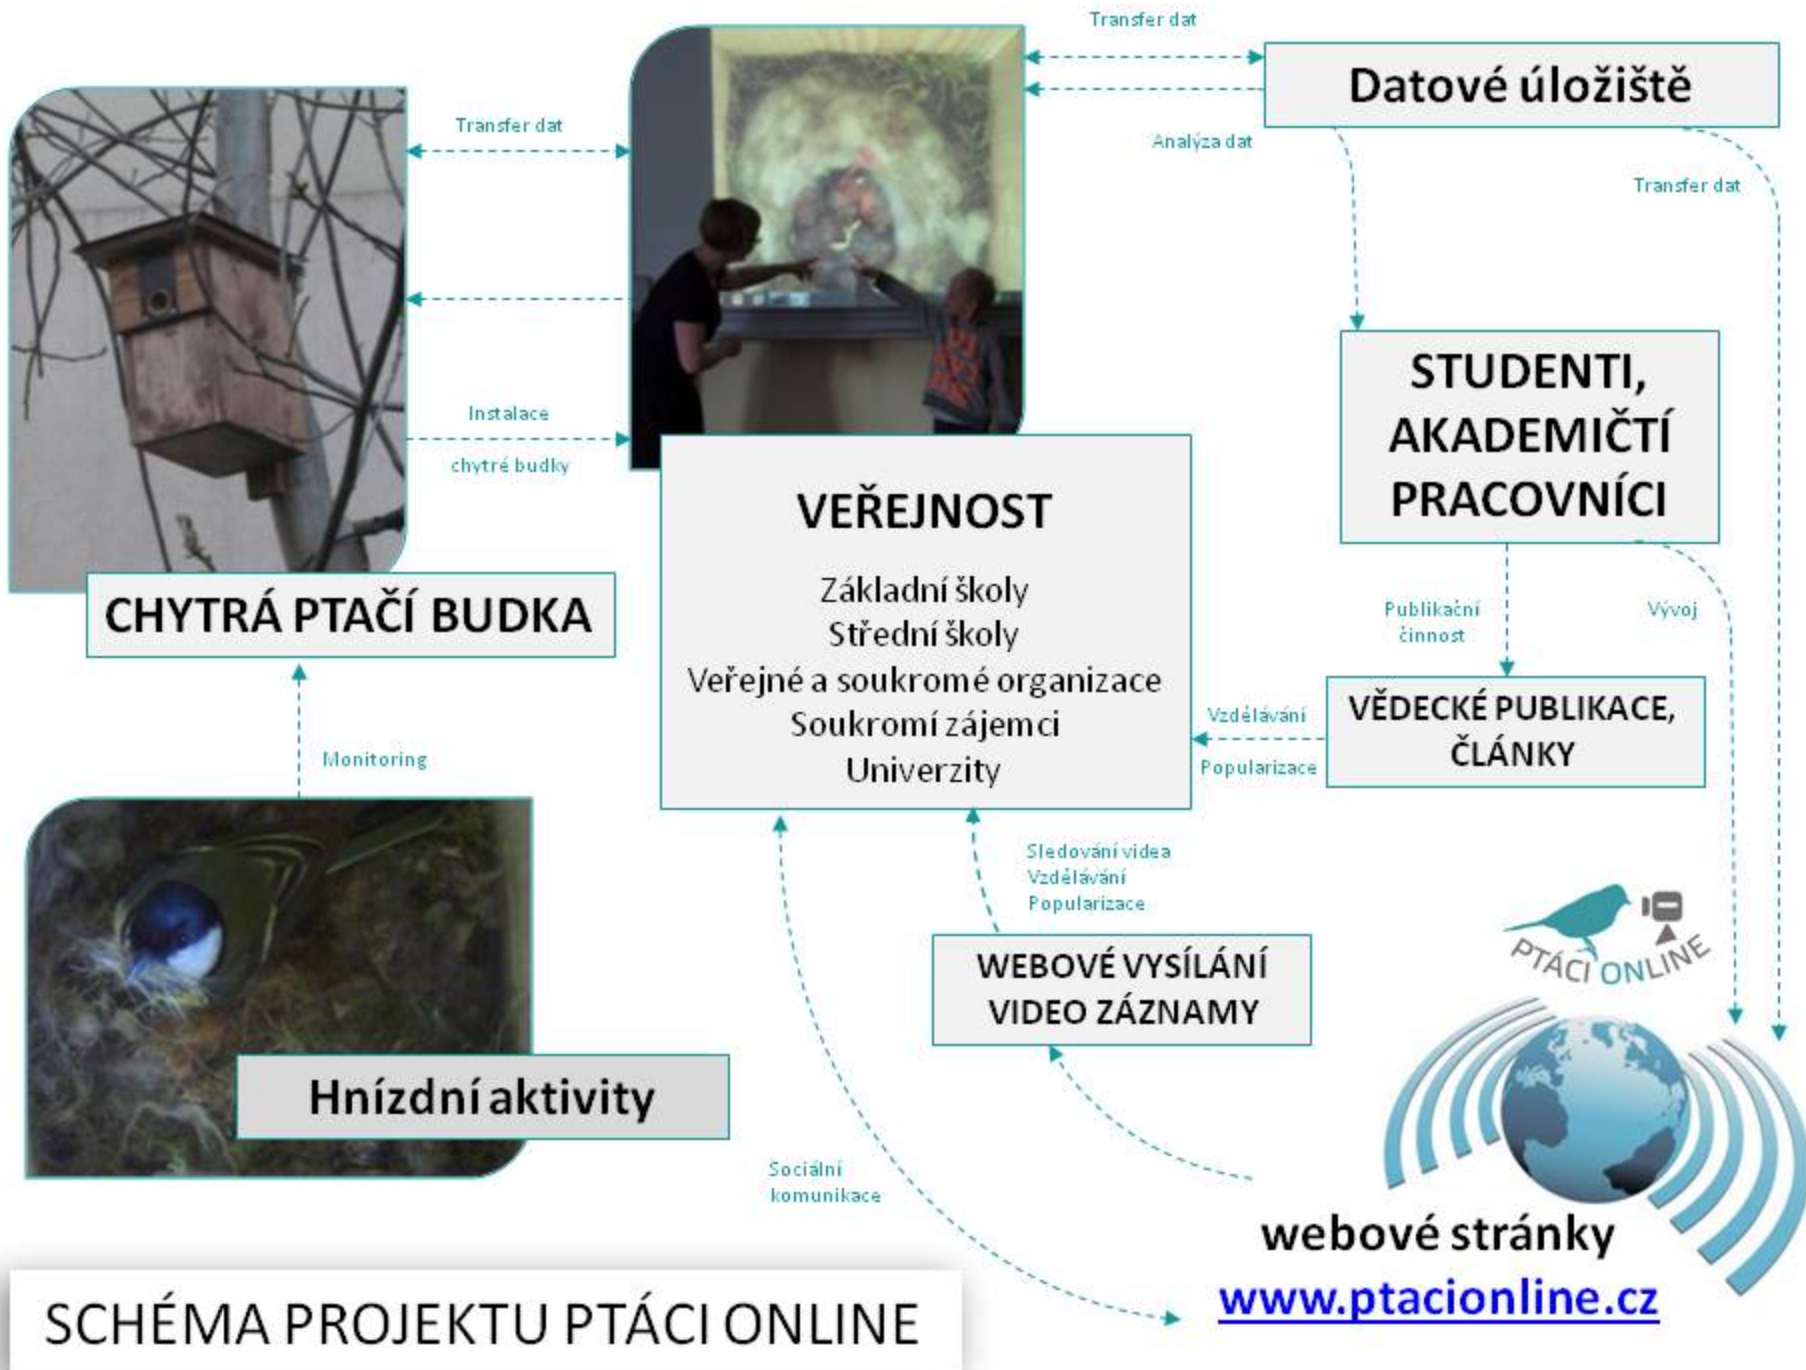 Transfer dat
Datové úložiště
Transfer dat
Analýza dat
Transfer dat
STUDENTI,
AKADEMIČTÍ
PRACOVNÍCI
Instalace
chytré budky
VEŘEJNOST
Základní školy
Střední školy
Veřejné a soukromé organizace
Soukromí zájemci
Univerzity
CHYTRÁ PTAČÍ BUDKA
Publikační
činnost
Vývoj
VĚDECKÉ PUBLIKACE,
ČLÁNKY
Vzdělávání
Popularizace
Monitoring
Sledování videa
Vzdělávání
Popularizace
WEBOVÉ VYSÍLÁNÍ
VIDEO ZÁZNAMY
PTÁCI ONLINE
Hnízdní aktivity
Sociální
komunikace
webové stránky
www.ptacionline.cz
SCHÉMA PROJEKTU PTÁCI ONLINE